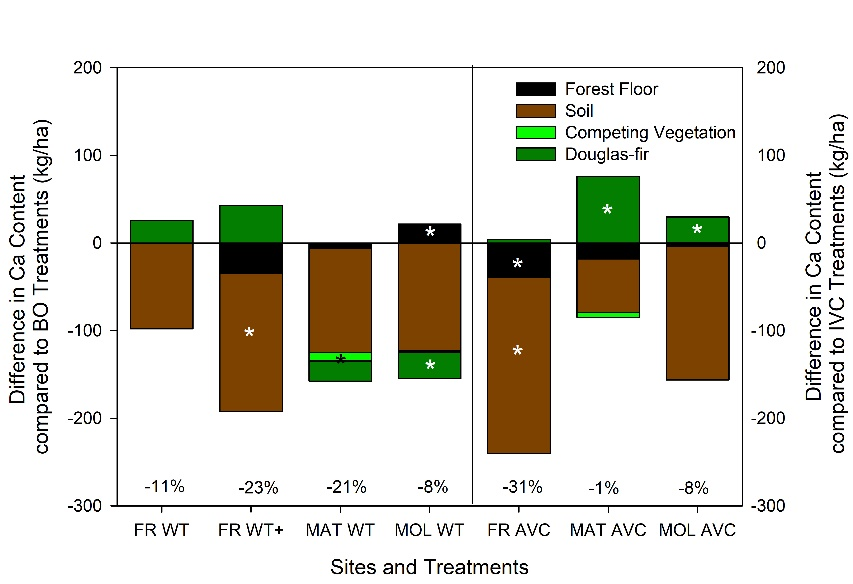 Difference in Ca Content
compared to BO Treatments (kg/ha)
200
100
0
-100
-200
-300
Forest Floor
Soil
Competing Vegetation
Douglas-fir
*
*
*
*
*
*
*
*
-11%
-23%
-21%
-8%
-31%
-1%
-8%
FR WT
FR WT+
MAT WT
MOL WT
FR AVC
MAT AVC
MOL AVC
Sites and Treatments
200
100
0
-100
-200
-300
Difference in Ca Content
compared to IVC Treatments (kg/ha)